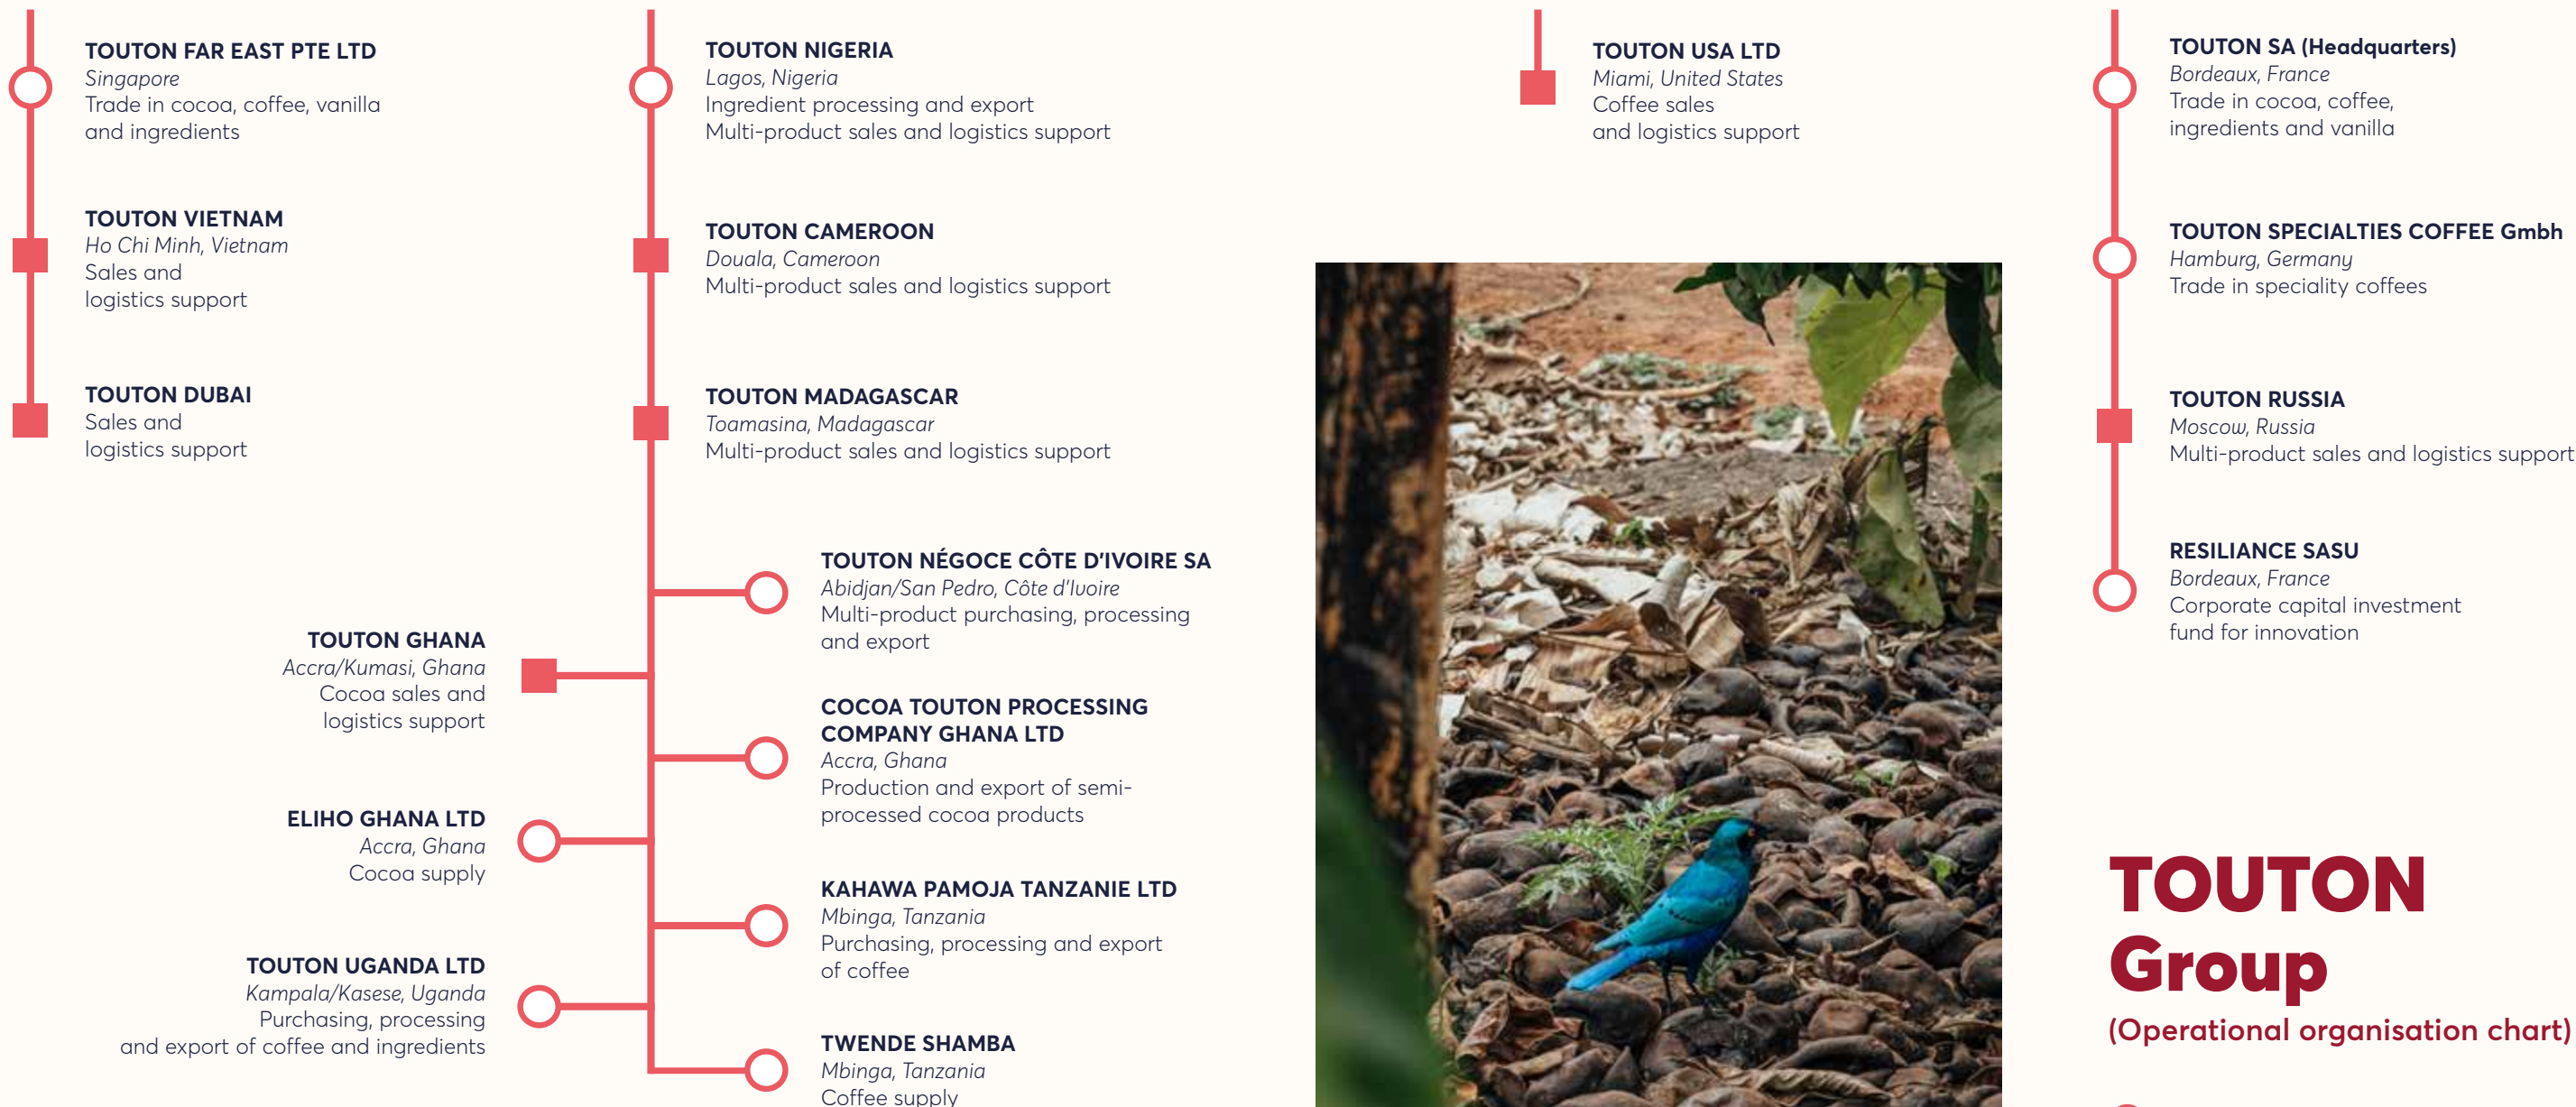 TOUTON FAR EAST PTE LTD
Singapore
Trade in cocoa, coffee, vanilla
and ingredients
TOUTON VIETNAM
Ho Chi Minh, Vietnam
Sales and
logistics support
TOUTON DUBAI
Sales and
logistics support
TOUTON NIGERIA
Lagos, Nigeria
Ingredient processing and export
Multi-product sales and logistics support
TOUTON CAMEROON
Douala, Cameroon
Multi-product sales and logistics support
TOUTON MADAGASCAR
Toamasina, Madagascar
Multi-product sales and logistics support
TOUTON NÉGOCE CÔTE D'IVOIRE SA
Abidjan/San Pedro, Côte d'Ivoire
Multi-product purchasing, processing
and export
TOUTON GHANA
Accra/Kumasi, Ghana
Cocoa sales and
logistics support
COCOA TOUTON PROCESSING
COMPANY GHANA LTD
Accra, Ghana
Production and export of semi-
processed cocoa products
ELIHO GHANA LTD
Accra, Ghana
Cocoa supply
KAHAWA PAMOJA TANZANIE LTD
Mbinga, Tanzania
Purchasing, processing and export
of coffee
TOUTON UGANDA LTD
Kampala/Kasese, Uganda
Purchasing, processing
and export of coffee and ingredients
TWENDE SHAMBA
Mbinga, Tanzania
Coffee supply
TOUTON USA LTD
Miami, United States
Coffee sales
and logistics support
TOUTON SA (Headquarters)
Bordeaux, France
Trade in cocoa, coffee,
ingredients and vanilla
TOUTON SPECIALTIES COFFEE Gmbh
Hamburg, Germany
Trade in speciality coffees
TOUTON RUSSIA
Moscow, Russia
Multi-product sales and logistics support
RESILIANCE SASU
Bordeaux, France
Corporate capital investment
fund for innovation
TOUTON
Group
(Operational organisation chart)